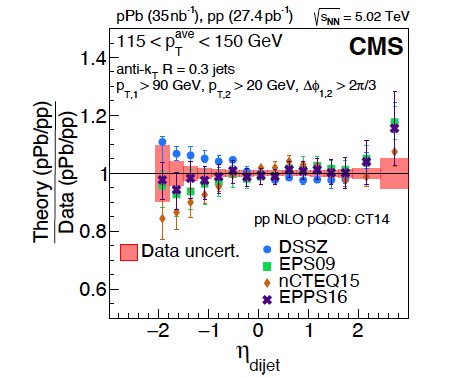 pPb (35nb⁻¹), pp (27.4pb⁻¹) √sNN = 5.02 TeV
115 < pTave < 150 GeV
CMS
anti-kT R = 0.3 jets
pT,1 > 90 GeV, pT,2 > 20 GeV, Δϕ1,2 > 2π/3
Theory (pPb/pp)
Data (pPb/pp)
1.4
1.2
1
0.8
0.6
pp NLO pQCD: CT14
Data uncert.
DSSZ
EPS09
nCTEQ15
EPPS16
−2 −1 0 1 2
ηdijet